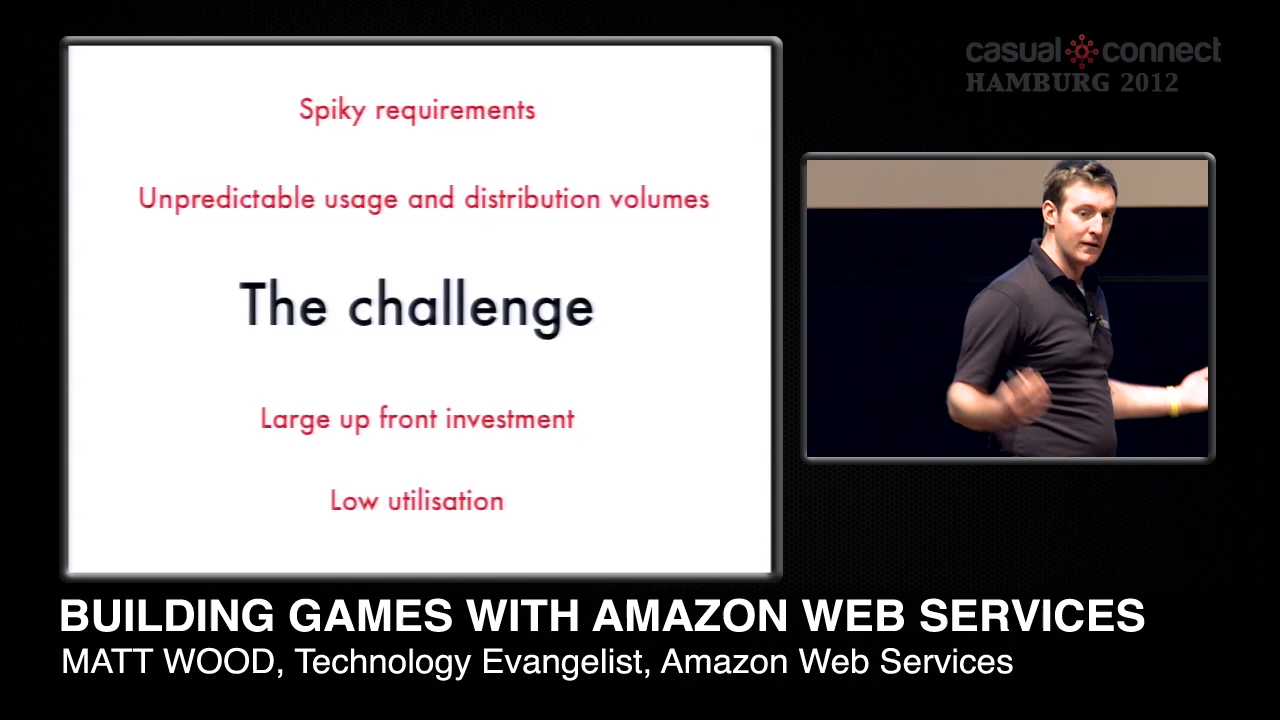 casual connect
HAMBURG 2012
Spiky requirements
Unpredictable usage and distribution volumes
The challenge
Large up front investment
Low utilisation
BUILDING GAMES WITH AMAZON WEB SERVICES
MATT WOOD, Technology Evangelist, Amazon Web Services